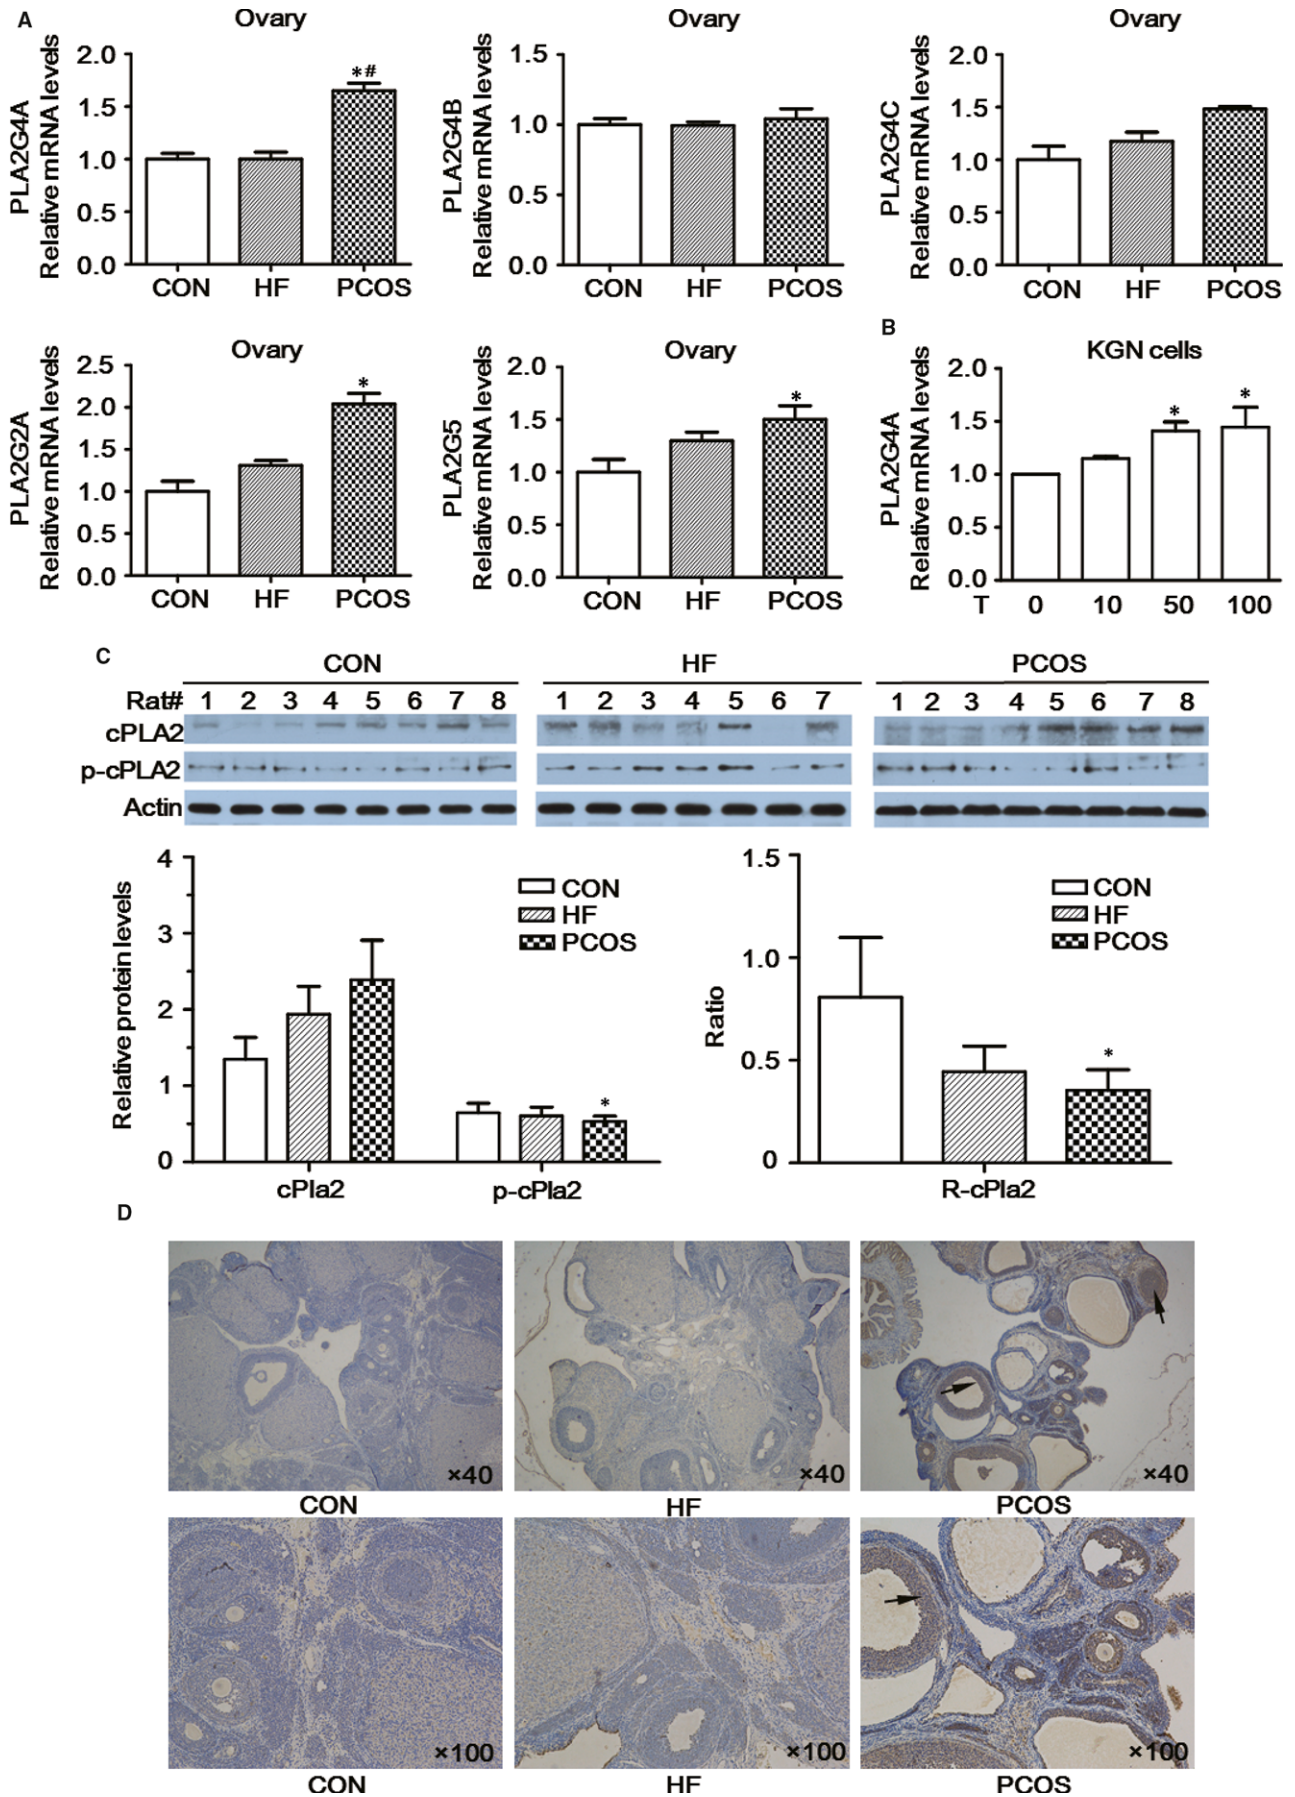 A
Ovary
PLA2G4A
Relative mRNA levels
2.0
1.5
1.0
0.5
0.0
*#
CON HF PCOS
Ovary
PLA2G4B
Relative mRNA levels
1.5
1.0
0.5
0.0
CON HF PCOS
Ovary
PLA2G4C
Relative mRNA levels
2.0
1.5
1.0
0.5
0.0
CON HF PCOS
Ovary
PLA2G2A
Relative mRNA levels
2.5
2.0
1.5
1.0
0.5
0.0
*
CON HF PCOS
Ovary
PLA2G5
Relative mRNA levels
2.0
1.5
1.0
0.5
0.0
*
CON HF PCOS
B
KGN cells
PLA2G4A
Relative mRNA levels
2.0
1.5
1.0
0.5
0.0
* *
T 0 10 50 100
C
CON HF PCOS
Rat# 1 2 3 4 5 6 7 8 1 2 3 4 5 6 7 1 2 3 4 5 6 7 8
cPLA2
p-cPLA2
Actin
Relative protein levels
4
3
2
1
0
CON
HF
PCOS
*
cPla2 p-cPla2
Ratio
1.5
1.0
0.5
0
CON
HF
PCOS
*
R-cPla2
D
×40 ×40 ×40
CON HF PCOS
×100 ×100 ×100
CON HF PCOS